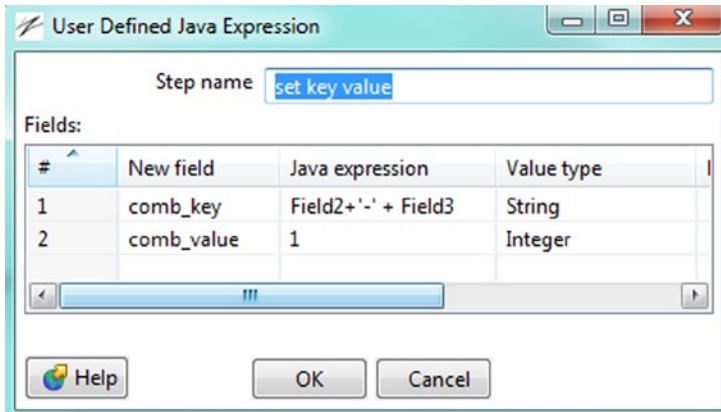 User Defined Java Expression
Step name set key value
Fields:
# New field Java expression Value type
1 comb_key Field2+'-' + Field3 String
2 comb_value 1 Integer
Help OK Cancel